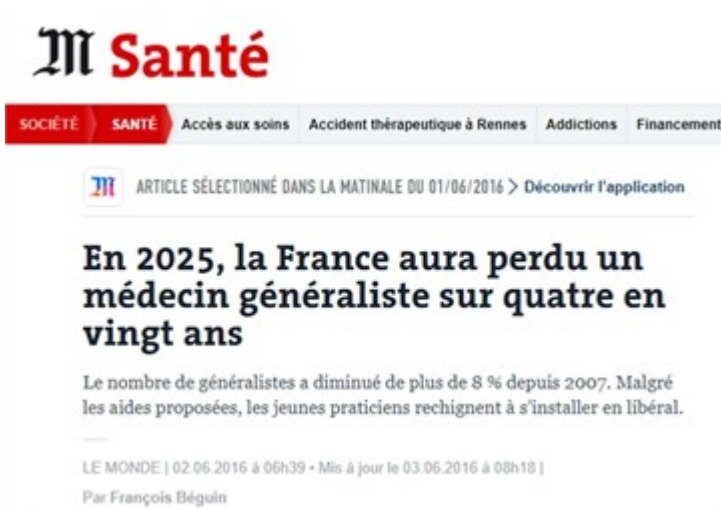 M Santé
SOCIÉTÉ SANTÉ Accès aux soins Accident thérapeutique à Rennes Addictions Financement
M ARTICLE SÉLECTIONNÉ DANS LA MATINALE DU 01/06/2016 > Découvrir l'application
En 2025, la France aura perdu un
médecin généraliste sur quatre en
vingt ans
Le nombre de généralistes a diminué de plus de 8 % depuis 2007. Malgré
les aides proposées, les jeunes praticiens rechignent à s'installer en libéral.
LE MONDE | 02.06.2016 à 06h39 • Mis à jour le 03.06.2016 à 08h18 |
Par François Béguin